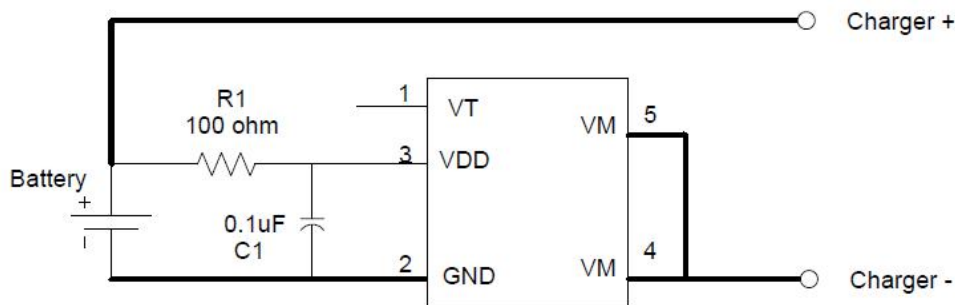 Charger +
R1
100 ohm
1
VT
VM
5
3
VDD
Battery
+
-
0.1uF
C1
2
GND
VM
4
Charger -